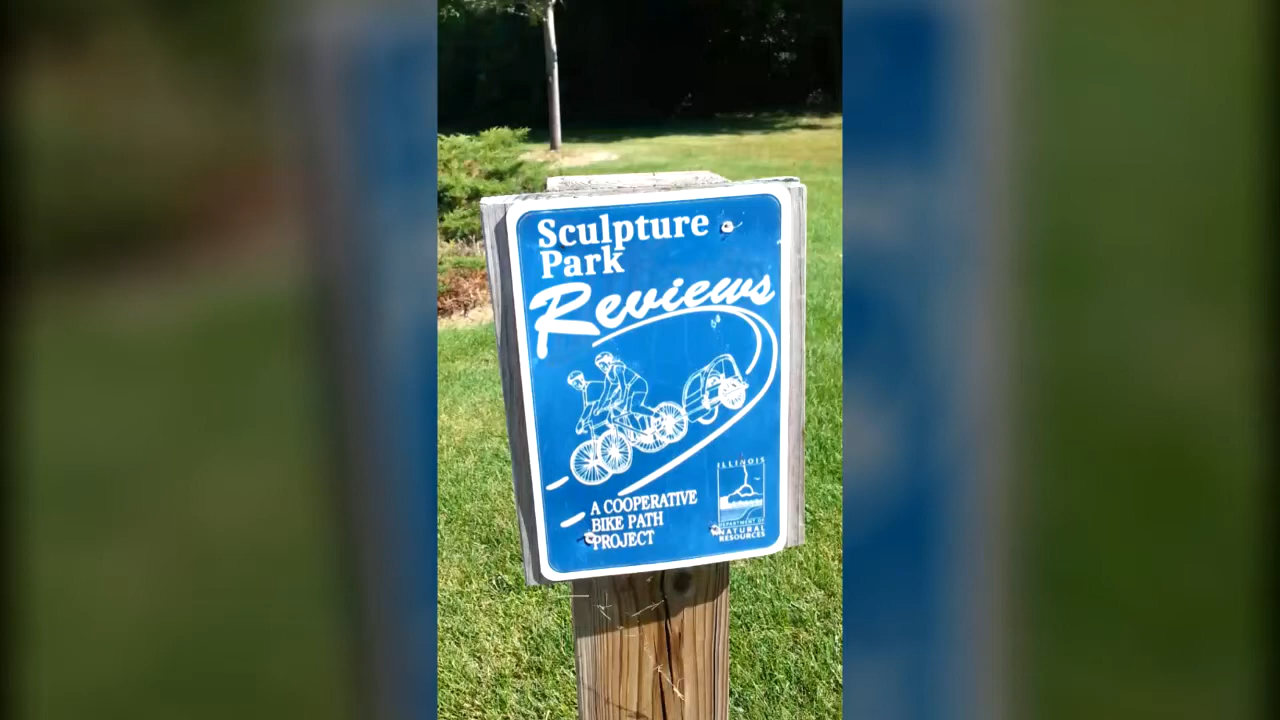 Sculpture
Park
Reviews
A COOPERATIVE
BIKE PATH
PROJECT
ILLINOIS
DEPARTMENT OF
NATURAL
RESOURCES